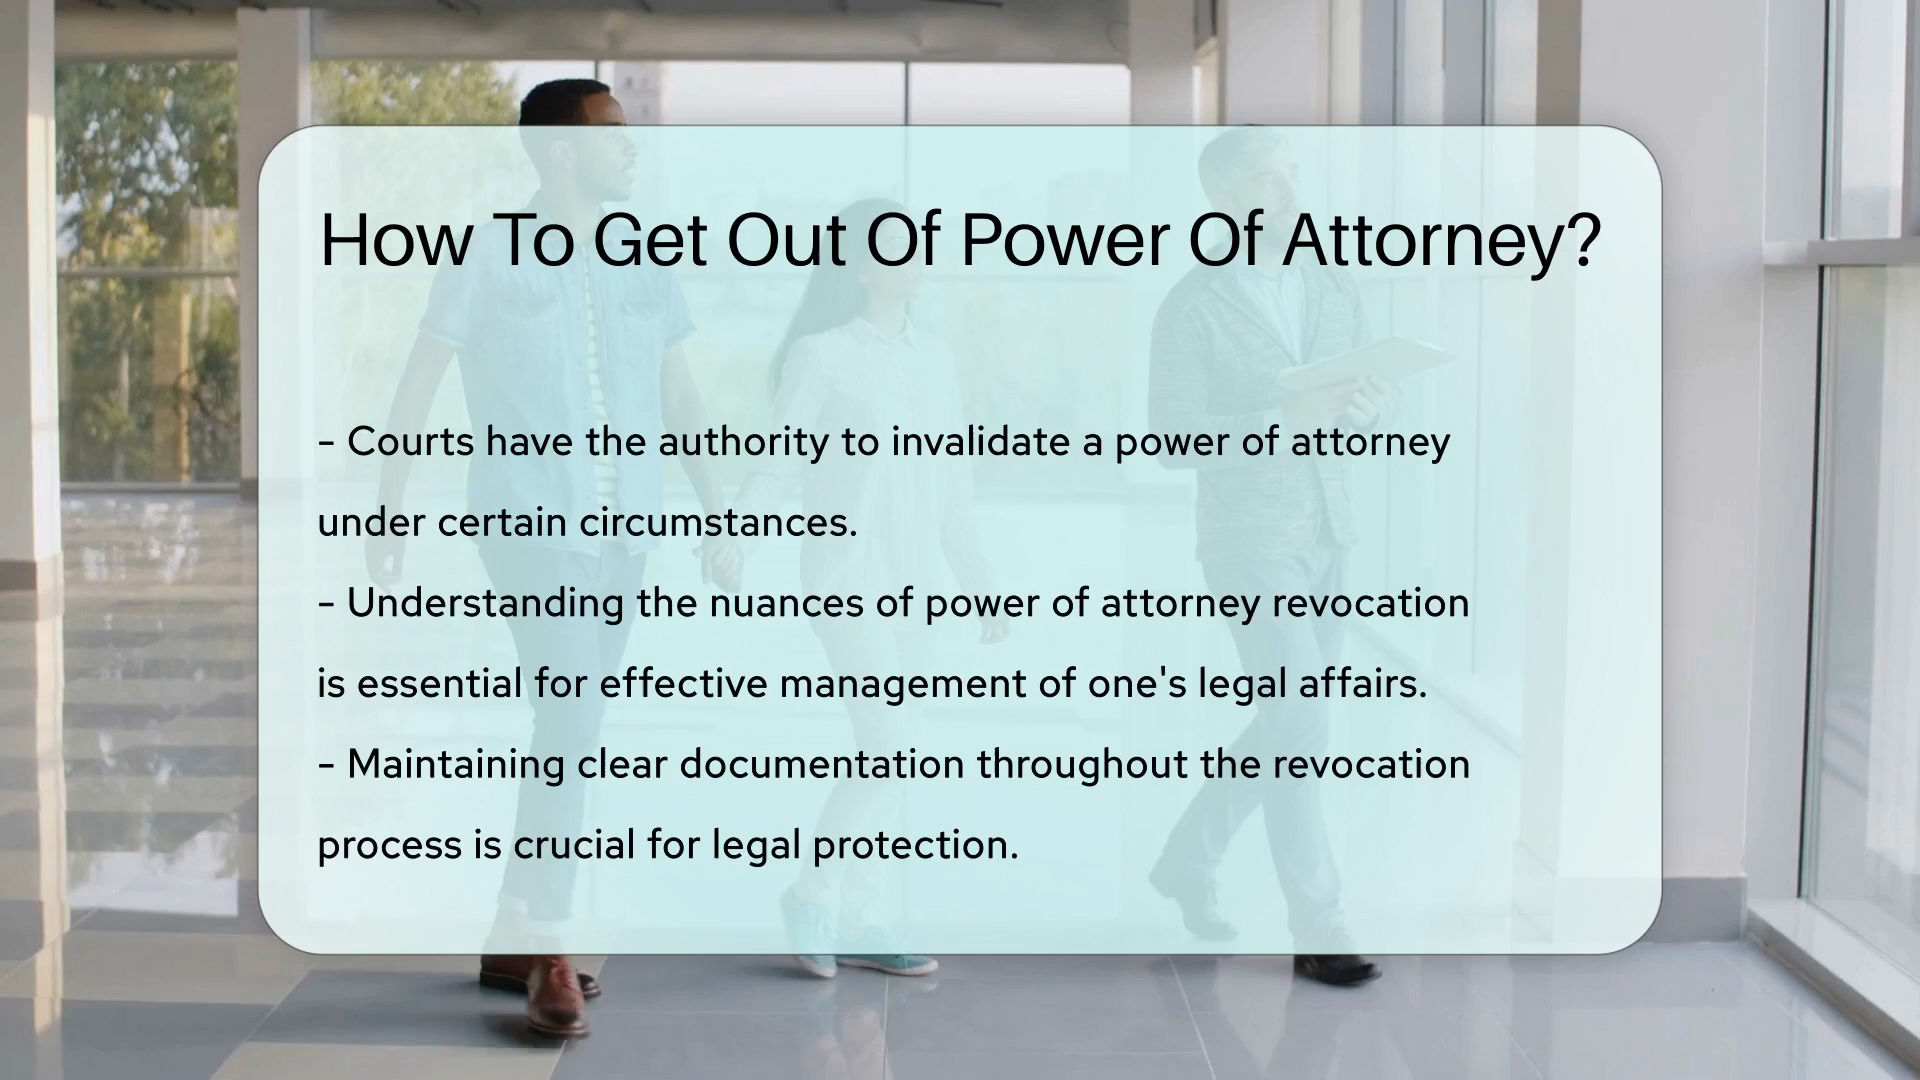 How To Get Out Of Power Of Attorney?
- Courts have the authority to invalidate a power of attorney
under certain circumstances.
- Understanding the nuances of power of attorney revocation
is essential for effective management of one's legal affairs.
- Maintaining clear documentation throughout the revocation
process is crucial for legal protection.